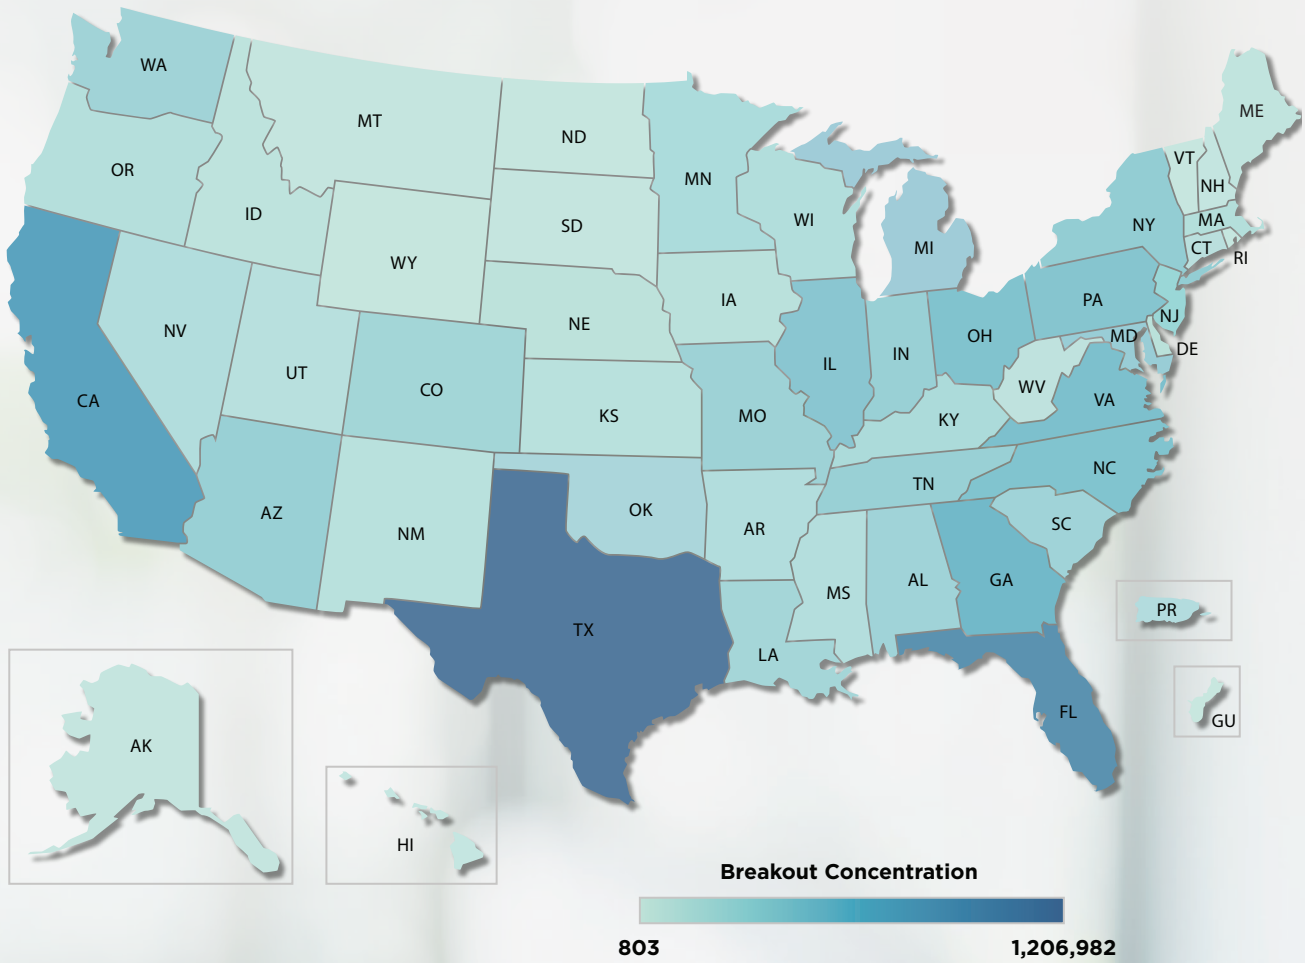 WA
MT
ND
ME
OR
MN
VT
NH
ID
SD
WI
MA
NY
MI
CT
RI
WY
IA
PA
NE
NV
NJ
OH
MD
DE
UT
IL
IN
CO
WV
CA
VA
KS
MO
KY
NC
TN
AZ
OK
SC
NM
AR
GA
AL
MS
PR
TX
LA
FL
GU
AK
HI
Breakout Concentration
803
1,206,982